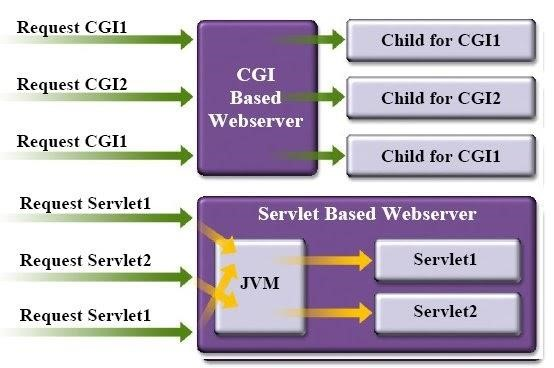 Request CGI1
Request CGI2
Request CGI1
CGI
Based
Webserver
Child for CGI1
Child for CGI2
Child for CGI1
Request Servlet1
Request Servlet2
Request Servlet1
Servlet Based Webserver
JVM
Servlet1
Servlet2